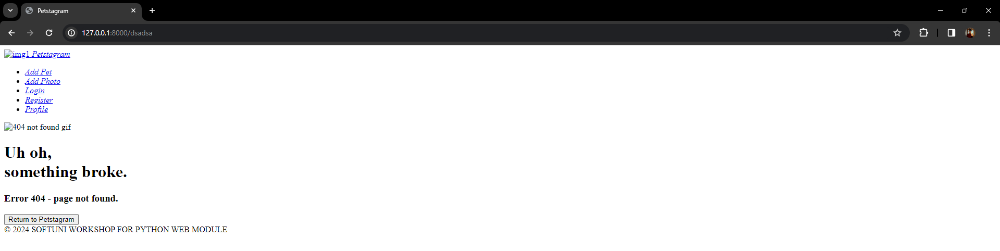 Petstagram
127.0.0.1:8000/dsadsa
img1 Petstagram
Add Pet
Add Photo
Login
Register
Profile
404 not found gif
Uh oh,
something broke.
Error 404 - page not found.
Return to Petstagram
© 2024 SOFTUNI WORKSHOP FOR PYTHON WEB MODULE